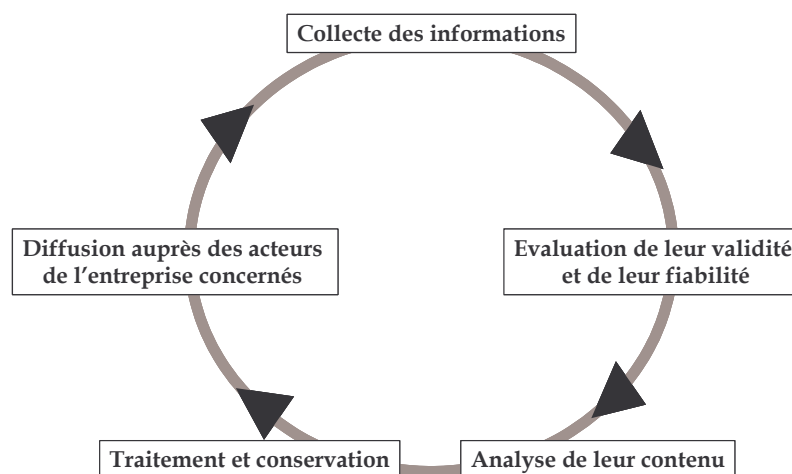 Collecte des informations
Evaluation de leur validité
et de leur fiabilité
Analyse de leur contenu
Traitement et conservation
Diffusion auprès des acteurs
de l’entreprise concernés